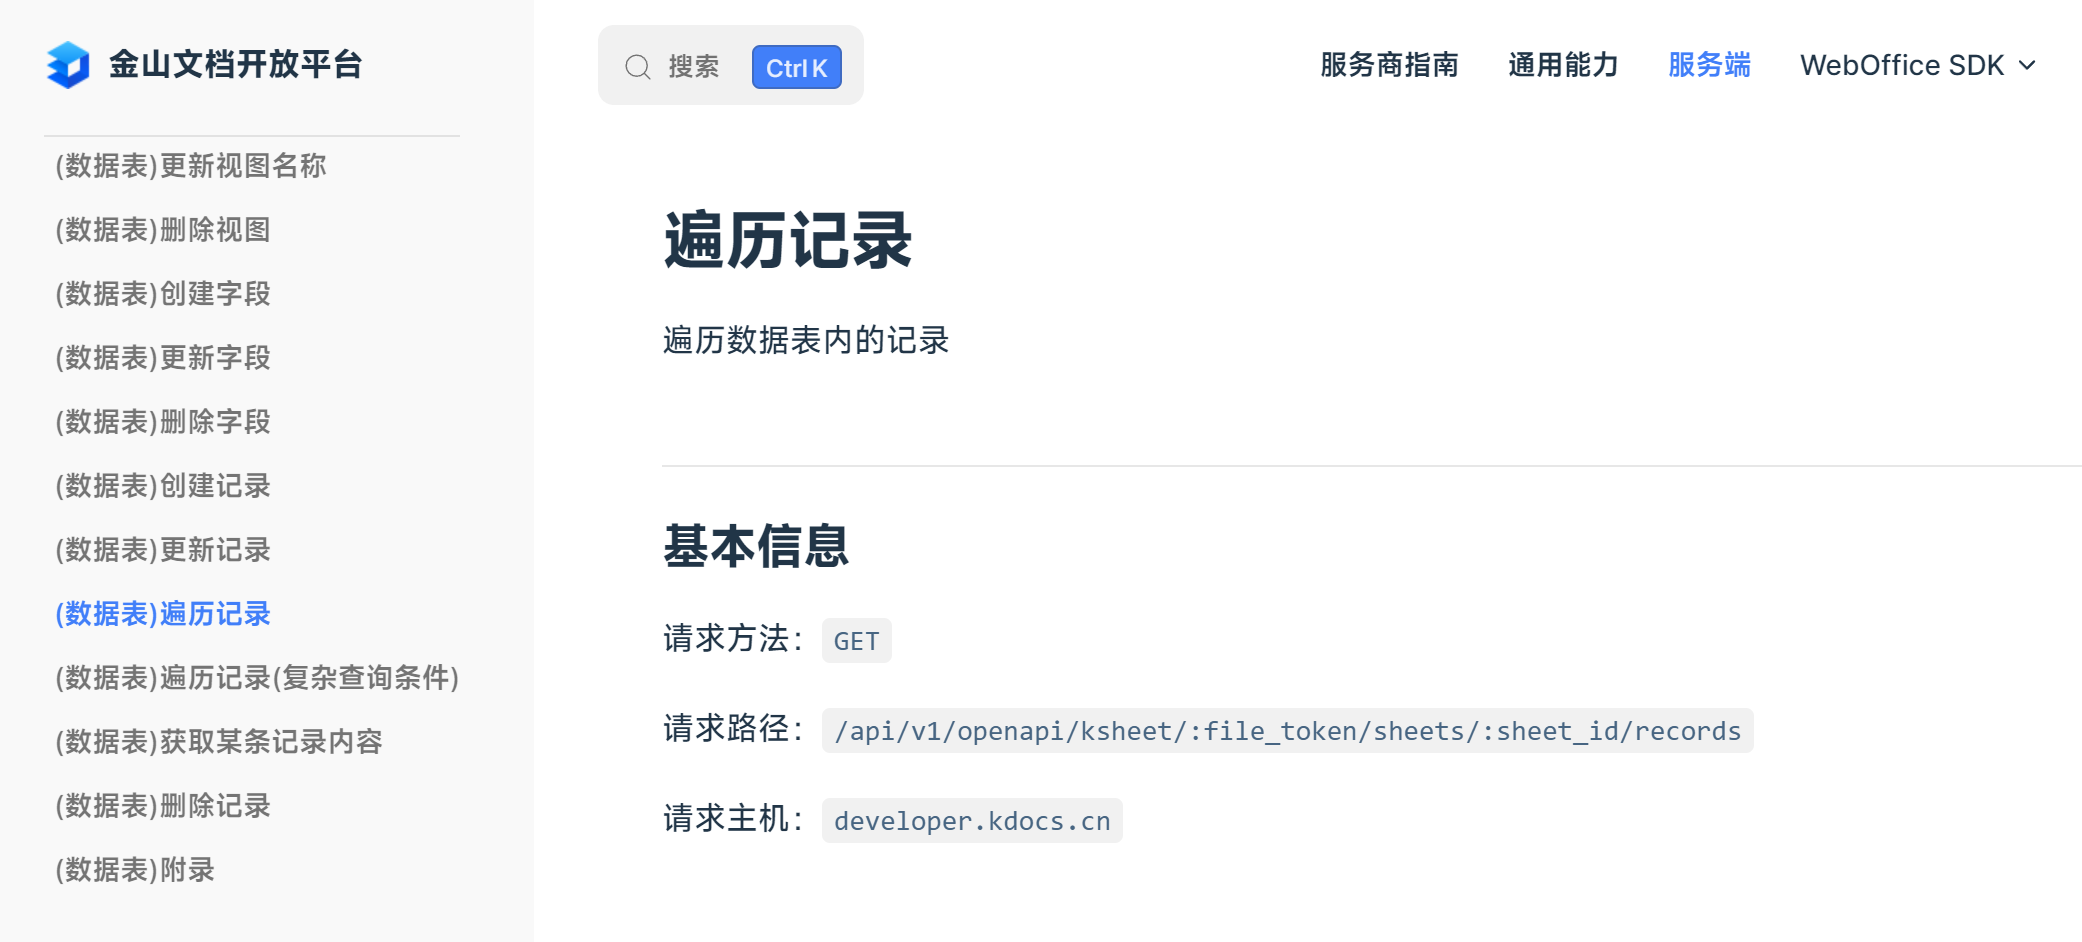 金山文档开放平台
搜索 Ctrl K
服务商指南 通用能力 服务端 WebOffice SDK
(数据表)更新视图名称
(数据表)删除视图
(数据表)创建字段
(数据表)更新字段
(数据表)删除字段
(数据表)创建记录
(数据表)更新记录
(数据表)遍历记录
(数据表)遍历记录(复杂查询条件)
(数据表)获取某条记录内容
(数据表)删除记录
(数据表)附录
遍历记录
遍历数据表内的记录
基本信息
请求方法： GET
请求路径： /api/v1/openapi/ksheet/:file_token/sheets/:sheet_id/records
请求主机： developer.kdocs.cn